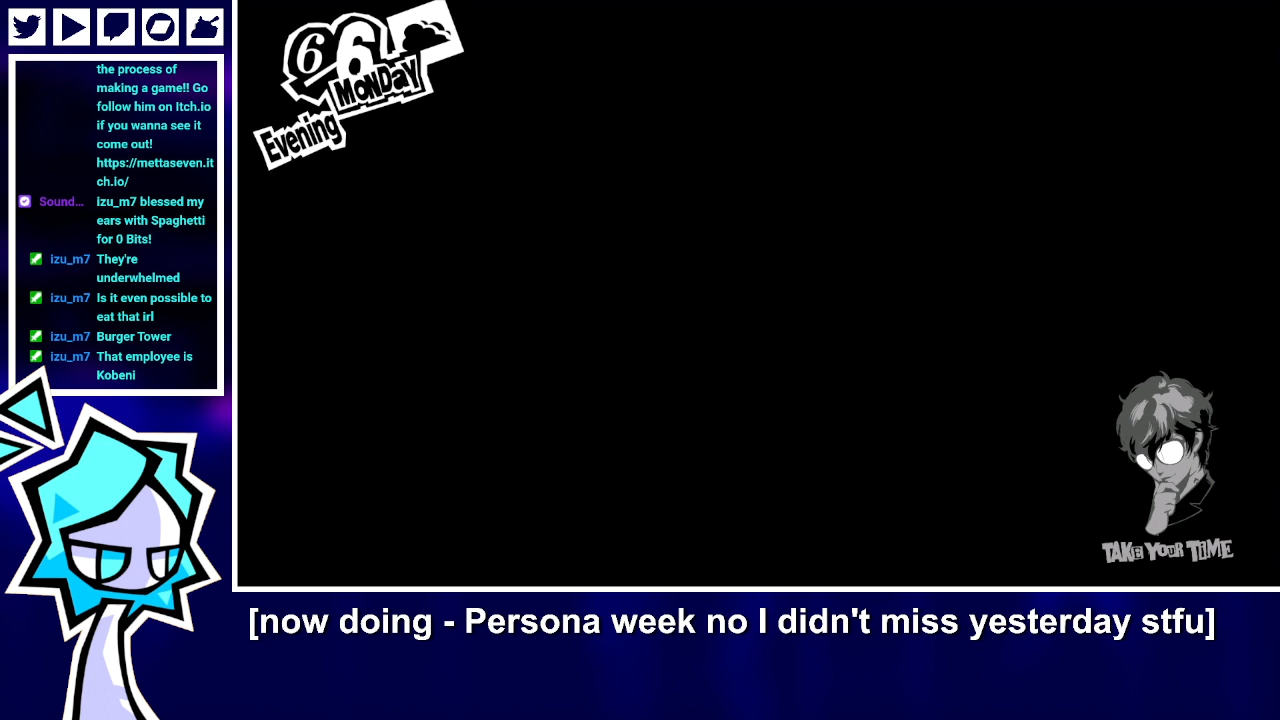 the process of
making a game!! Go
follow him on Itch.io
if you wanna see it
come out!
https://mettaseven.it
ch.io/
Sound... izu_m7 blessed my
ears with Spaghetti
for 0 Bits!
izu_m7 They're
underwhelmed
izu_m7 Is it even possible to
eat that irl
izu_m7 Burger Tower
izu_m7 That employee is
Kobeni
6 6
MONDAY
Evening
TAKE YOUR TIME
[now doing - Persona week no I didn't miss yesterday stfu]